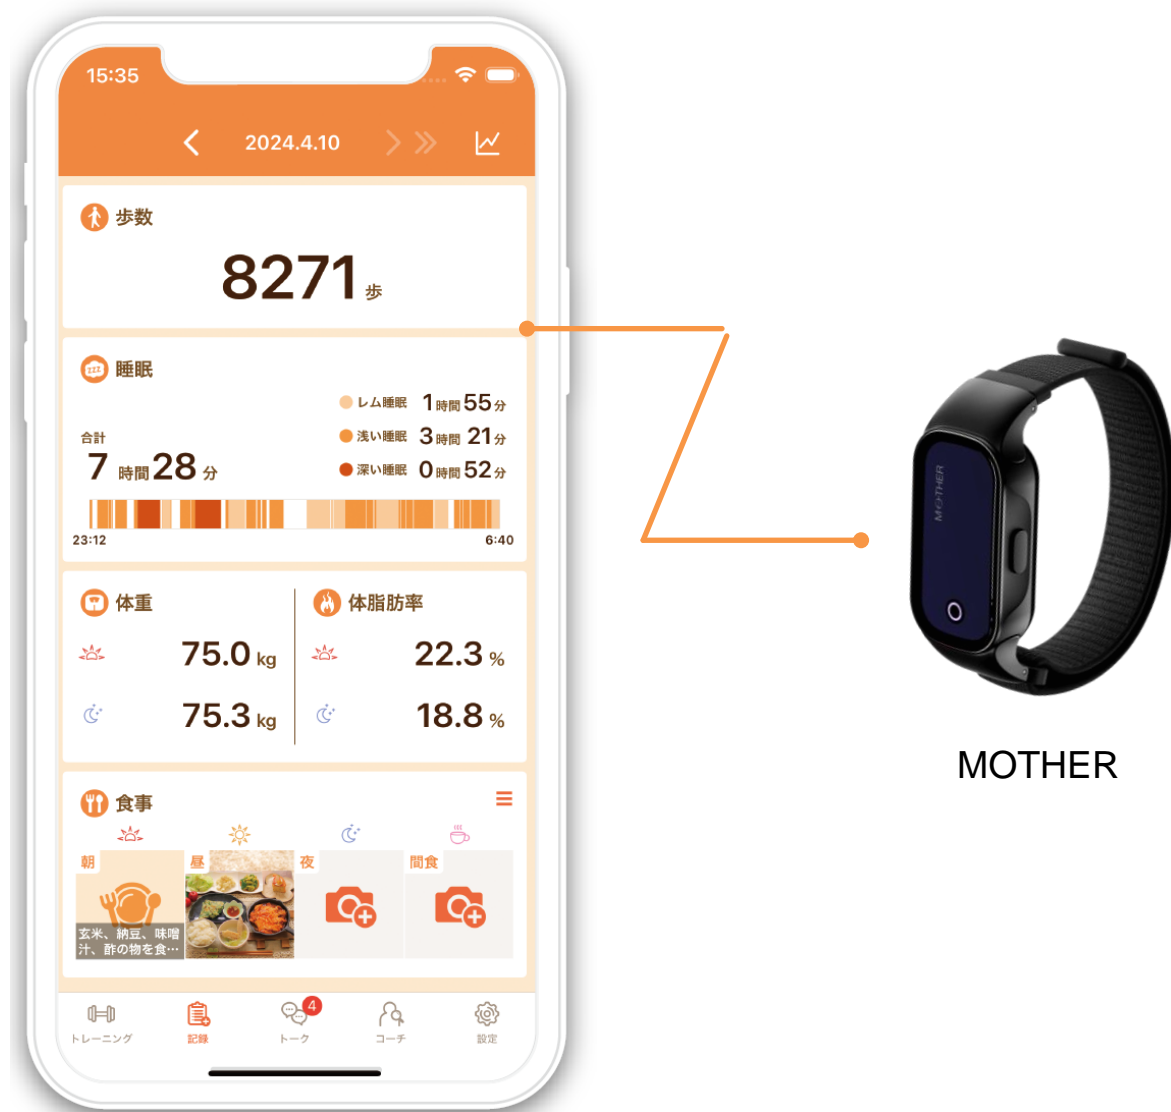 15:35
2024.4.10
歩数
8271歩
睡眠
レム睡眠 1時間55分
浅い睡眠 3時間21分
深い睡眠 0時間52分
合計
7時間28分
23:12 6:40
体重
75.0 kg
75.3 kg
体脂肪率
22.3 %
18.8 %
食事
朝 昼 夜 間食
玄米、納豆、味噌
汁、酢の物を食…
4
トレーニング 記録 トーク コーチ 設定
MOTHER
MOTHER